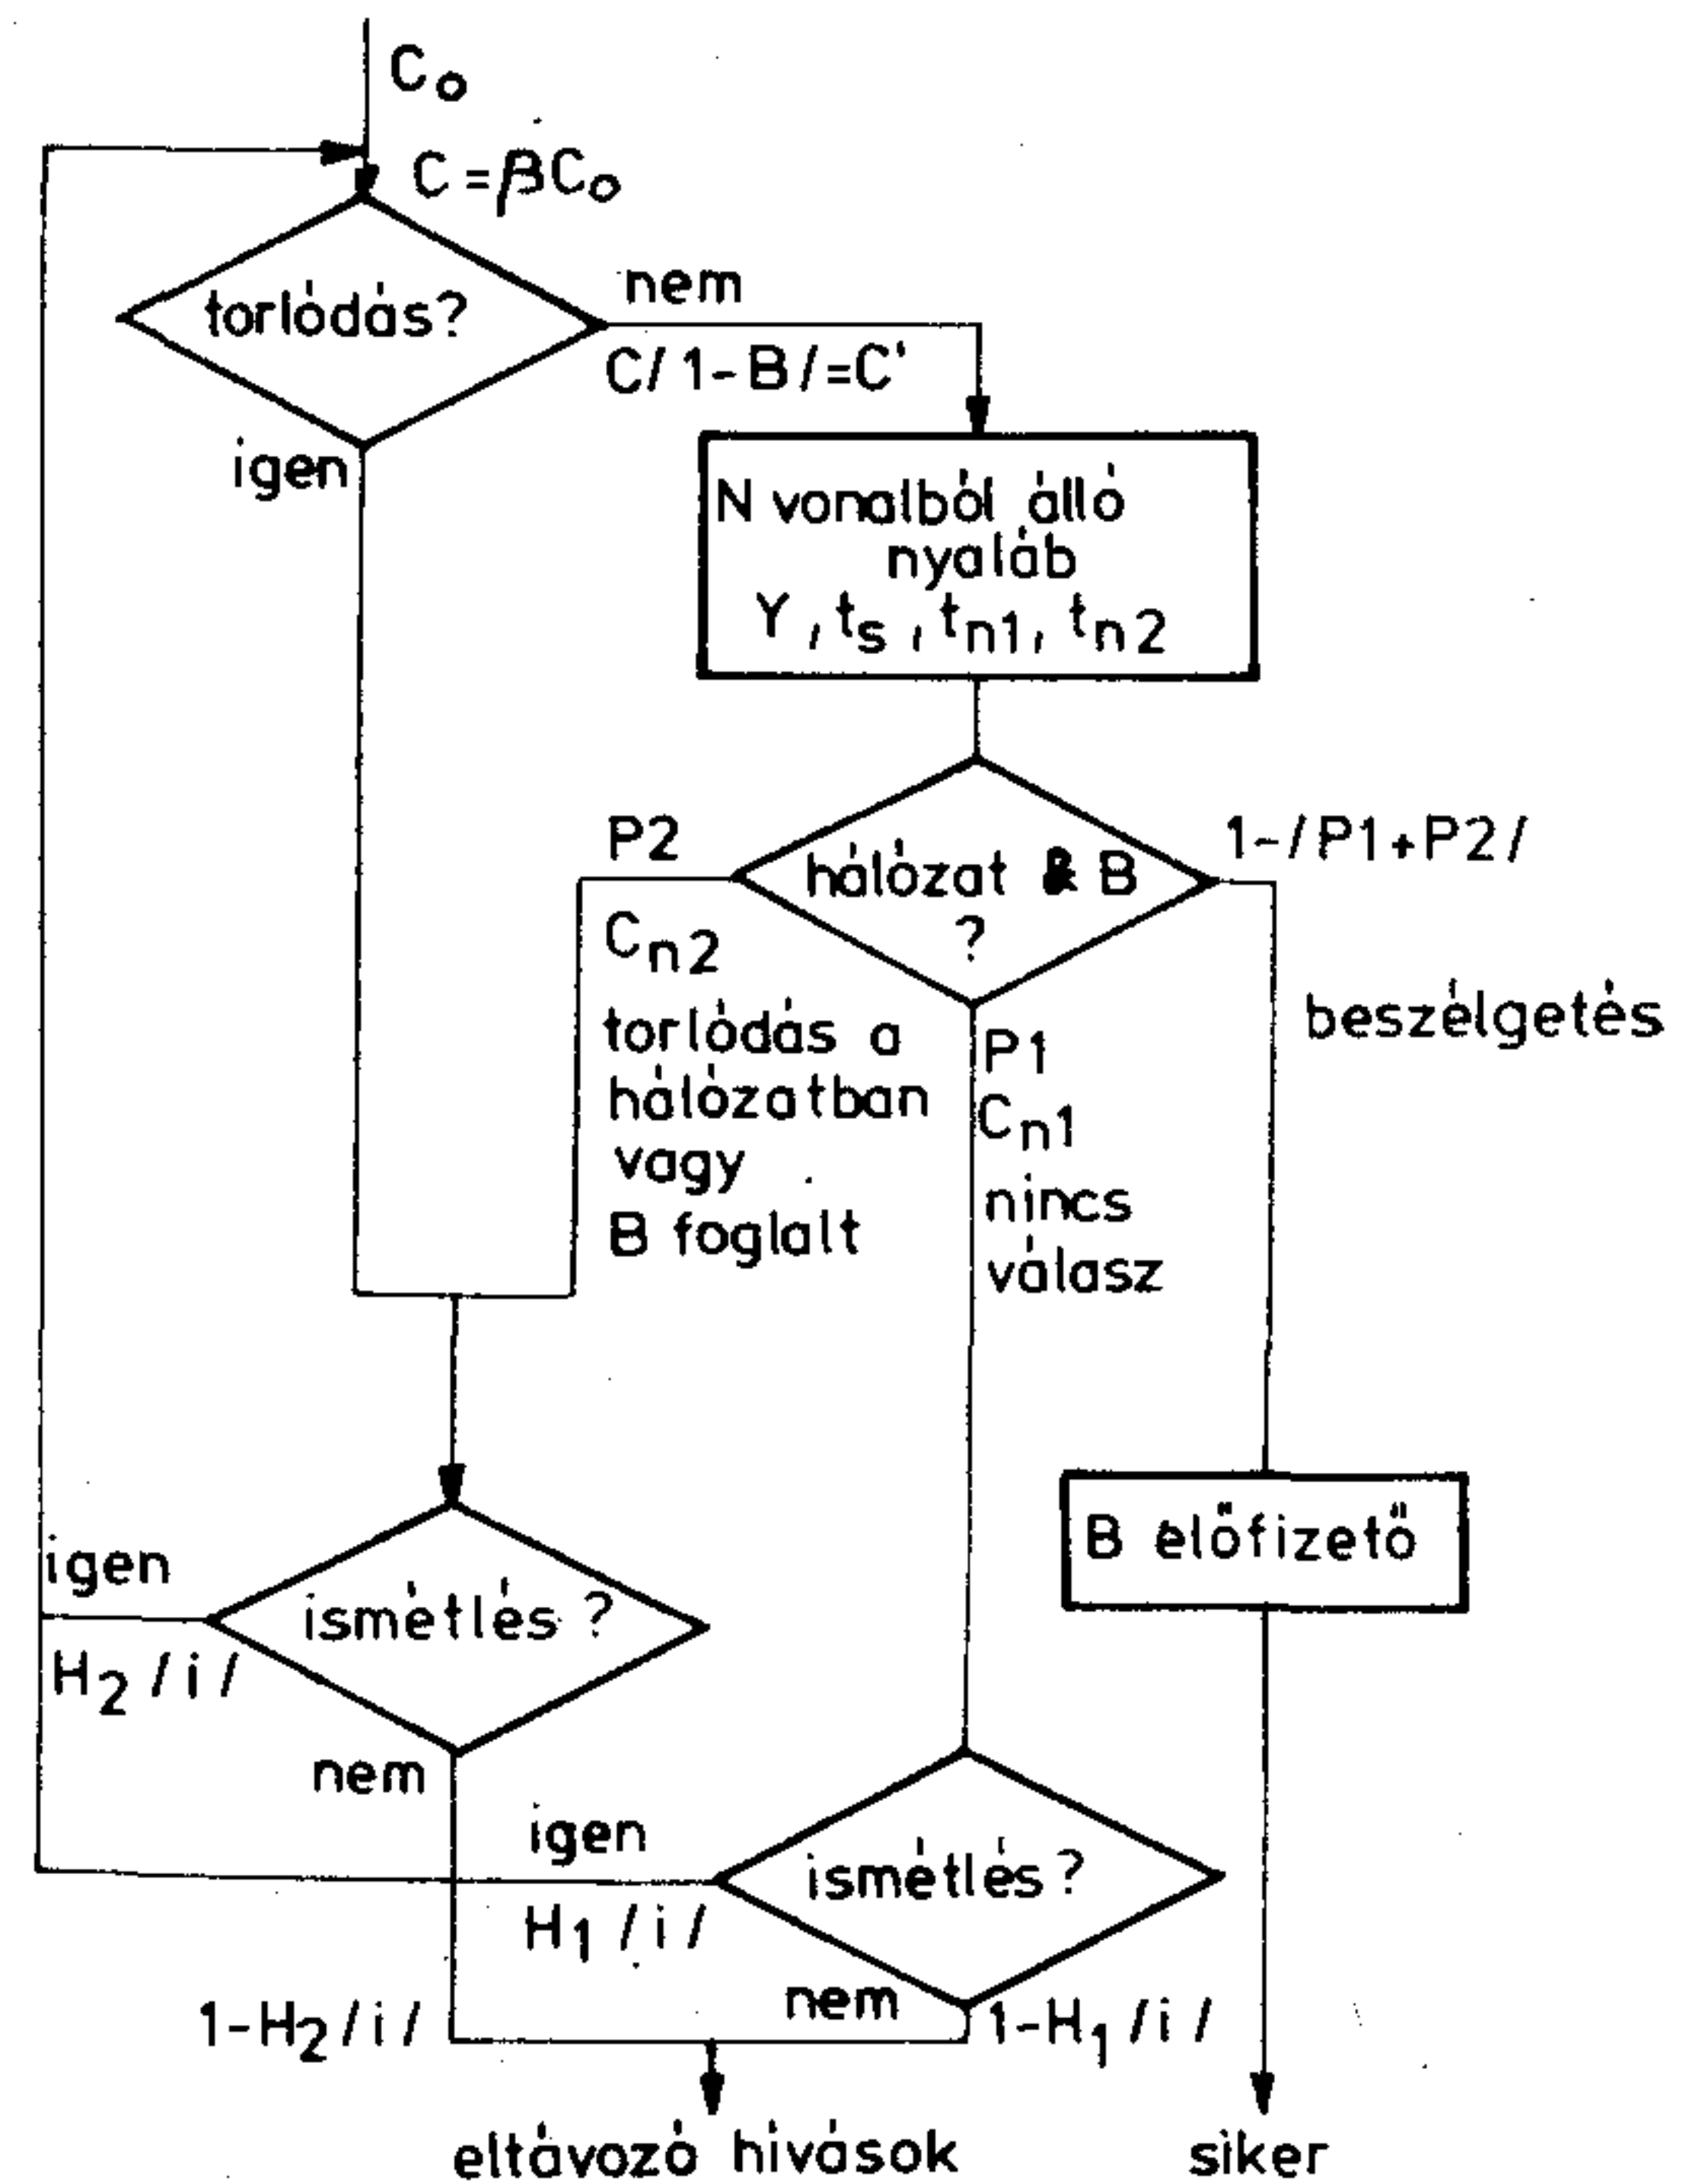 C₀
C=βC₀
torlódás?
nem
C/1-B/=C'
igen
N vonalból álló
nyaláb
Y, tₛ, tₙ₁, tₙ₂
P2
1-/P1+P2/
hálózat & B
?
Cₙ₂
torlódás a
hálózatban
vagy
B foglalt
P1
Cₙ₁
nincs
válasz
beszélgetés
B előfizető
igen
ismétlés?
H₂/i/
nem
igen
ismétlés?
H₁/i/
nem
1-H₂/i/
1-H₁/i/
eltávozó hívások
siker